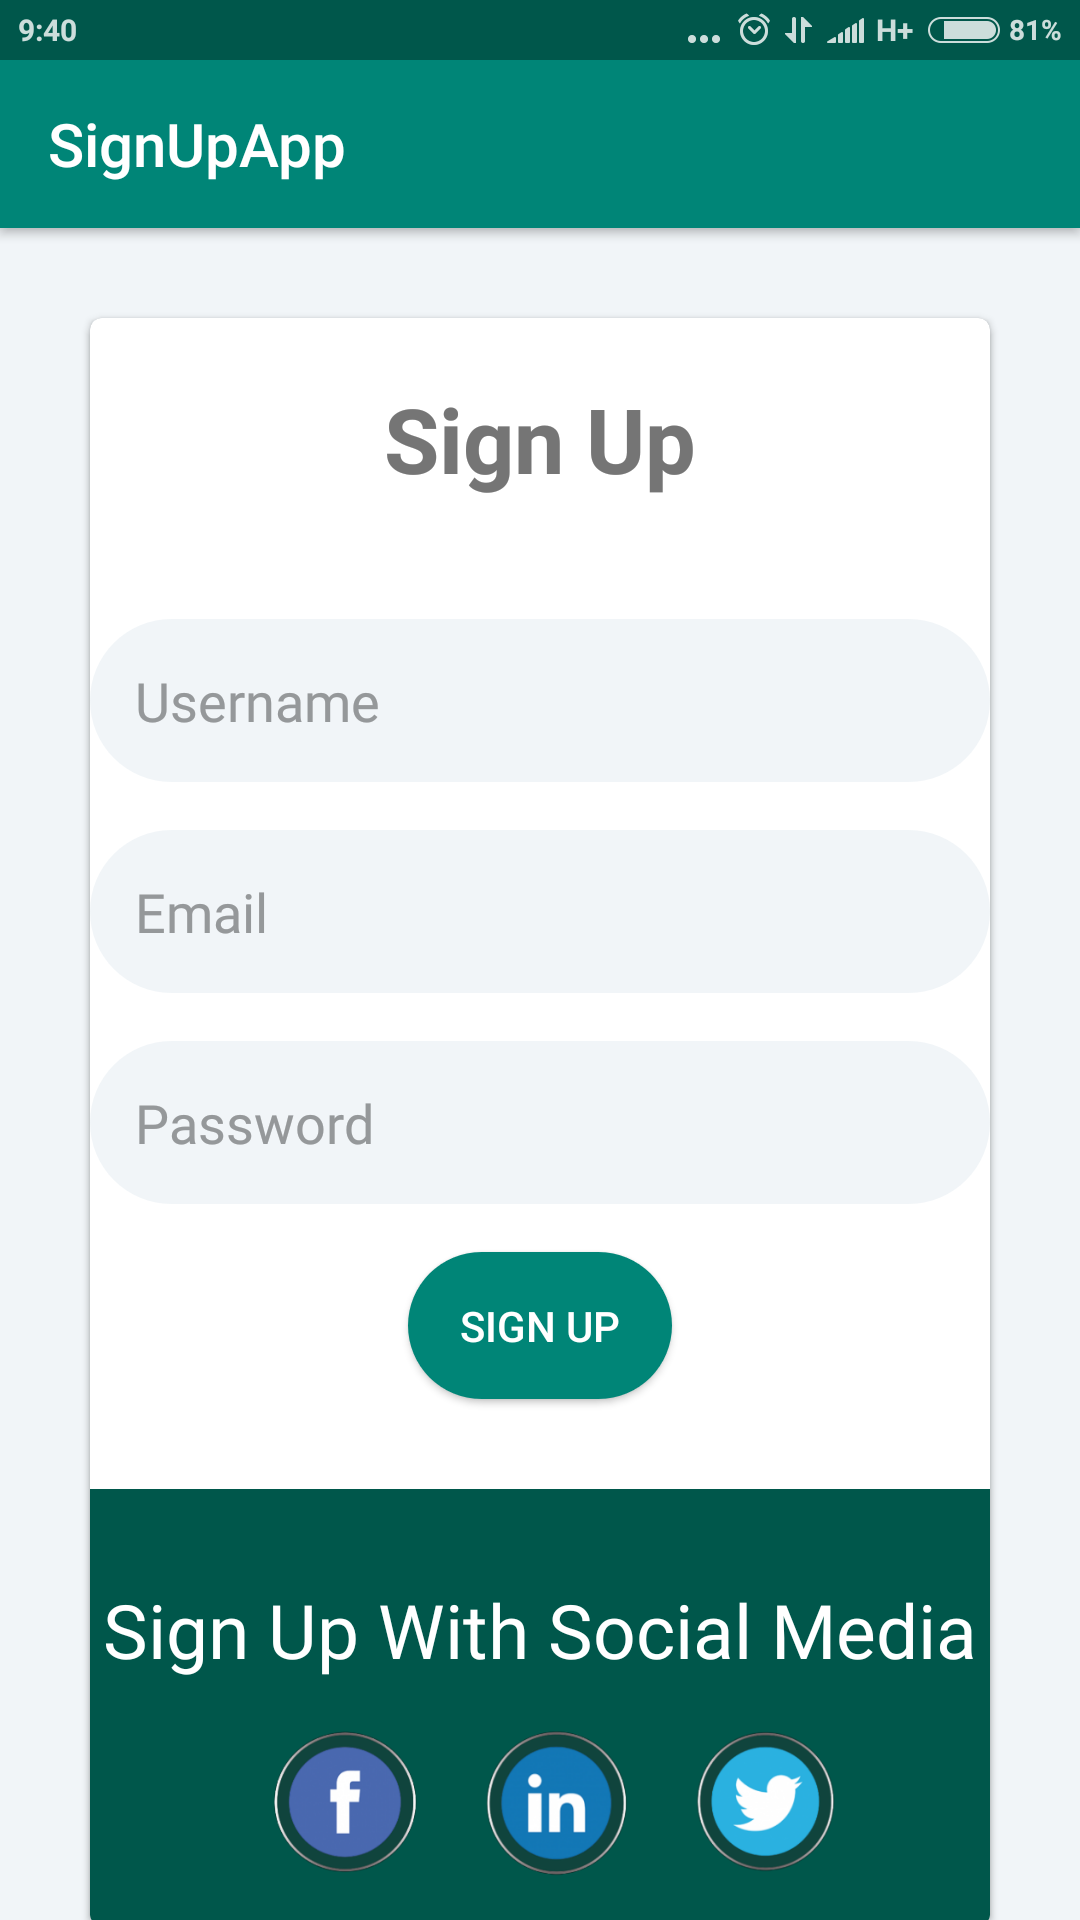 9:40 ... H+ 81%
SignUpApp
Sign Up
Username
Email
Password
SIGN UP
Sign Up With Social Media
f in